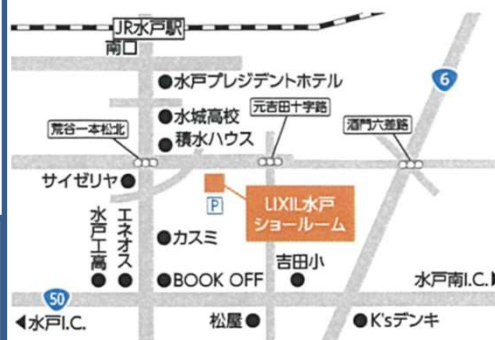 JR水戸駅
南口
水戸プレジデントホテル
6
水城高校
元吉田十字路
荒谷一本松北
積水ハウス
酒門六差路
サイゼリヤ
P
LIXIL水戸
ショールーム
水戸工高
エネオス
カスミ
BOOK OFF
吉田小
水戸南I.C.
50
水戸I.C.
松屋
K'sデンキ